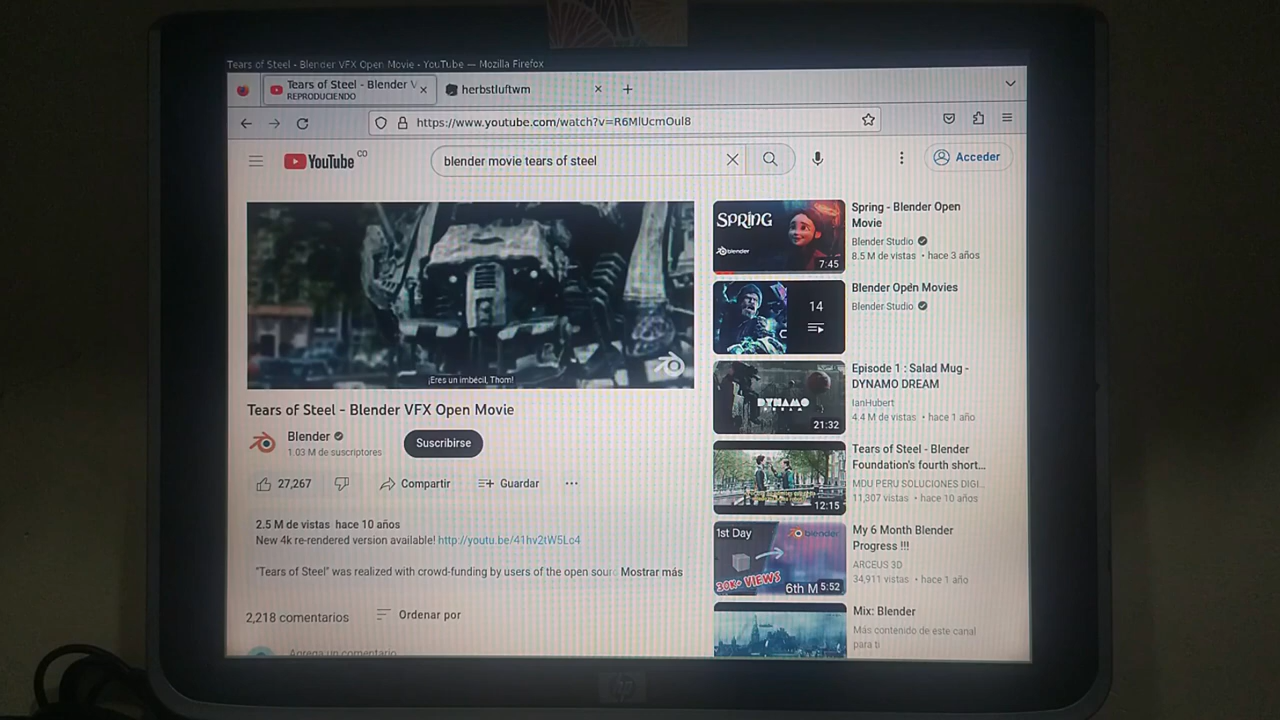 Tears of Steel - Blender VFX Open Movie - YouTube — Mozilla Firefox
Tears of Steel - Blender V
REPRODUCIENDO
herbstluftwm
https://www.youtube.com/watch?v=R6MlUcmOul8
YouTube CO
blender movie tears of steel
Acceder
¡Eres un imbécil, Thom!
Tears of Steel - Blender VFX Open Movie
Blender
1.03 M de suscriptores
Suscribirse
27,267
Compartir
Guardar
2.5 M de vistas hace 10 años
New 4k re-rendered version available! http://youtu.be/41hv2tW5Lc4
"Tears of Steel" was realized with crowd-funding by users of the open sourc Mostrar más
2,218 comentarios
Ordenar por
Agrega un comentario
SPRING
blender
7:45
Spring - Blender Open
Movie
Blender Studio
8.5 M de vistas • hace 3 años
14
Blender Open Movies
Blender Studio
DYNAMO
DREAM
21:32
Episode 1 : Salad Mug -
DYNAMO DREAM
IanHubert
4.4 M de vistas • hace 1 año
12:15
Tears of Steel - Blender
Foundation's fourth short...
MDU PERU SOLUCIONES DIGI...
11,307 vistas • hace 10 años
1st Day
blender
30K+ VIEWS
6th M
5:52
My 6 Month Blender
Progress !!!
ARCEUS 3D
34,911 vistas • hace 1 año
Mix: Blender
Más contenido de este canal
para ti
hp